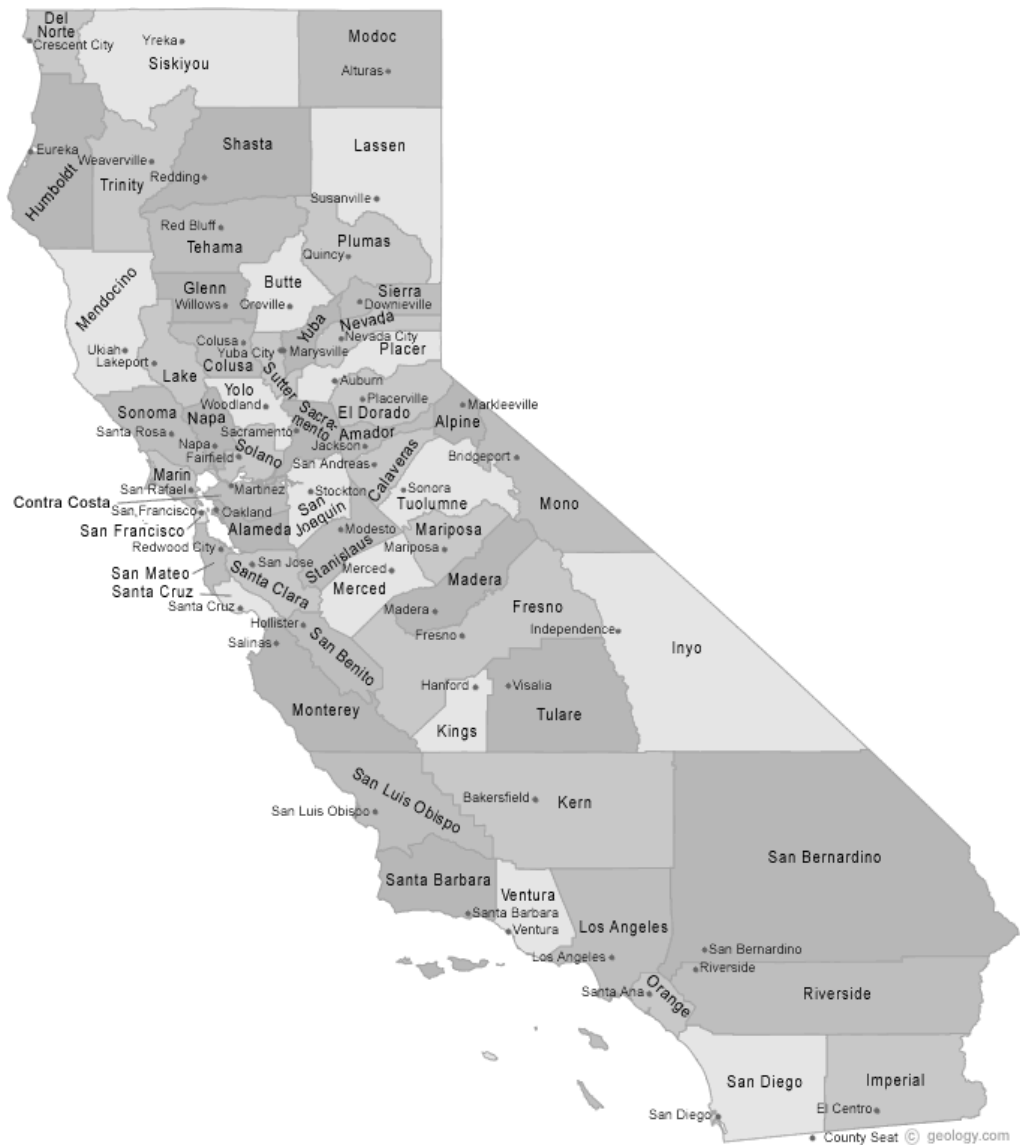 Del
Norte
Crescent City
Yreka
Siskiyou
Modoc
Alturas
Eureka
Humboldt
Weaverville
Trinity
Shasta
Redding
Lassen
Susanville
Red Bluff
Tehama
Plumas
Quincy
Mendocino
Ukiah
Glenn
Willows
Butte
Oroville
Sierra
Downieville
Yuba
Marysville
Nevada
Nevada City
Placer
Auburn
Lakeport
Lake
Colusa
Colusa
Yuba City
Sutter
Yolo
Woodland
Sacra-
mento
Sacramento
El Dorado
Placerville
Sonoma
Santa Rosa
Napa
Napa
Solano
Fairfield
Amador
Jackson
Alpine
Markleeville
Calaveras
San Andreas
Bridgeport
Mono
Marin
San Rafael
Contra Costa
Martinez
San Francisco
San Francisco
Oakland
Alameda
Stockton
San
Joaquin
Sonora
Tuolumne
Redwood City
San Mateo
Santa Cruz
Santa Cruz
San Jose
Santa Clara
Modesto
Stanislaus
Mariposa
Mariposa
Merced
Merced
Madera
Madera
Hollister
San Benito
Salinas
Monterey
Fresno
Fresno
Independence
Inyo
Hanford
Kings
Visalia
Tulare
San Luis Obispo
San Luis Obispo
Bakersfield
Kern
San Bernardino
San Bernardino
Santa Barbara
Santa Barbara
Ventura
Ventura
Los Angeles
Los Angeles
Riverside
Riverside
Santa Ana
Orange
San Diego
San Diego
Imperial
El Centro
County Seat © geology.com